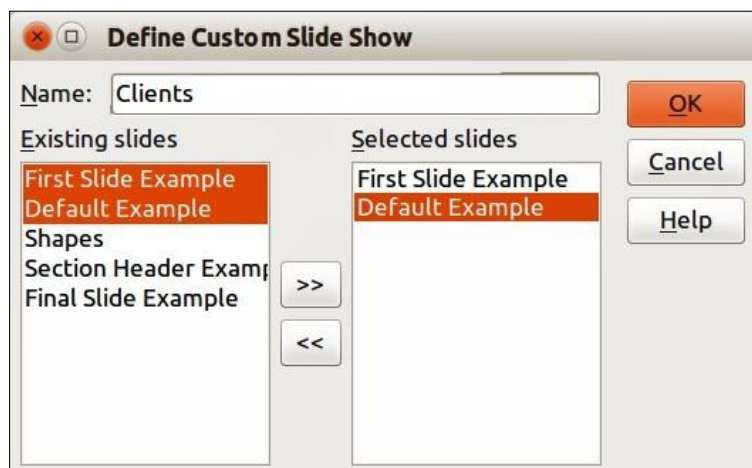 Define Custom Slide Show
Name: Clients
OK
Existing slides
Selected slides
Cancel
First Slide Example
Default Example
Shapes
Section Header Examp
Final Slide Example
First Slide Example
Default Example
Help
>>
<<